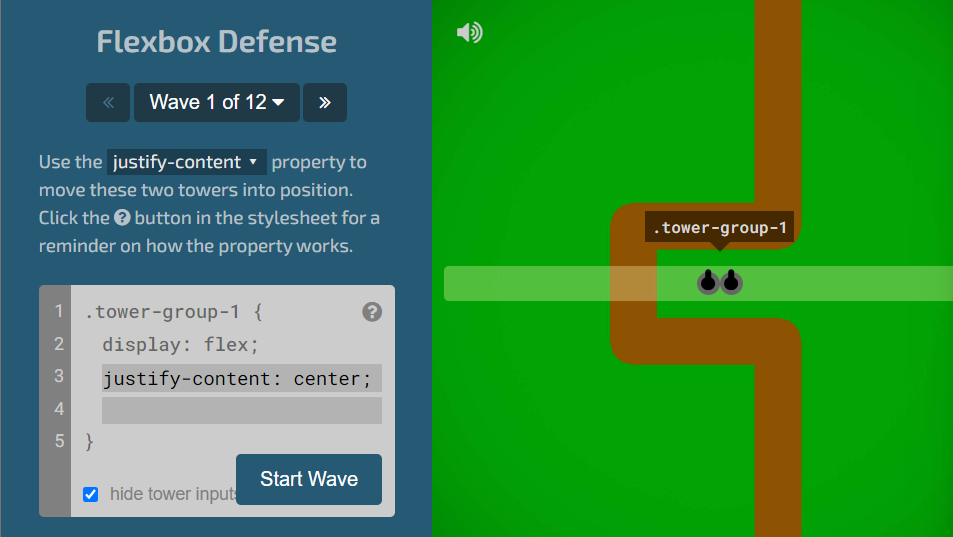 Flexbox Defense
« Wave 1 of 12 »
Use the justify-content property to
move these two towers into position.
Click the ? button in the stylesheet for a
reminder on how the property works.
1 .tower-group-1 { ?
2 display: flex;
3 justify-content: center;
4
5 }
hide tower inputs
Start Wave
.tower-group-1